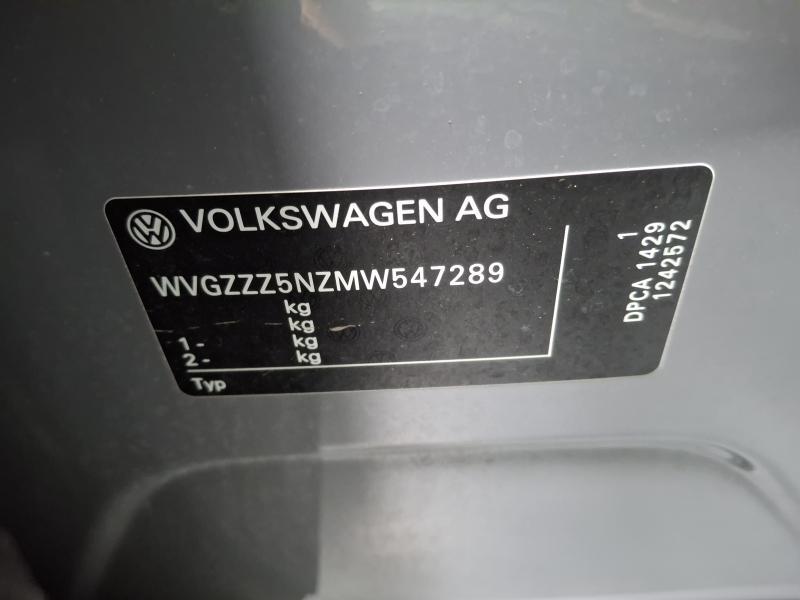 VOLKSWAGEN AG
WVGZZZ5NZMW547289
kg
kg
1- kg
2- kg
Typ
1
DPCA 1429
1242572